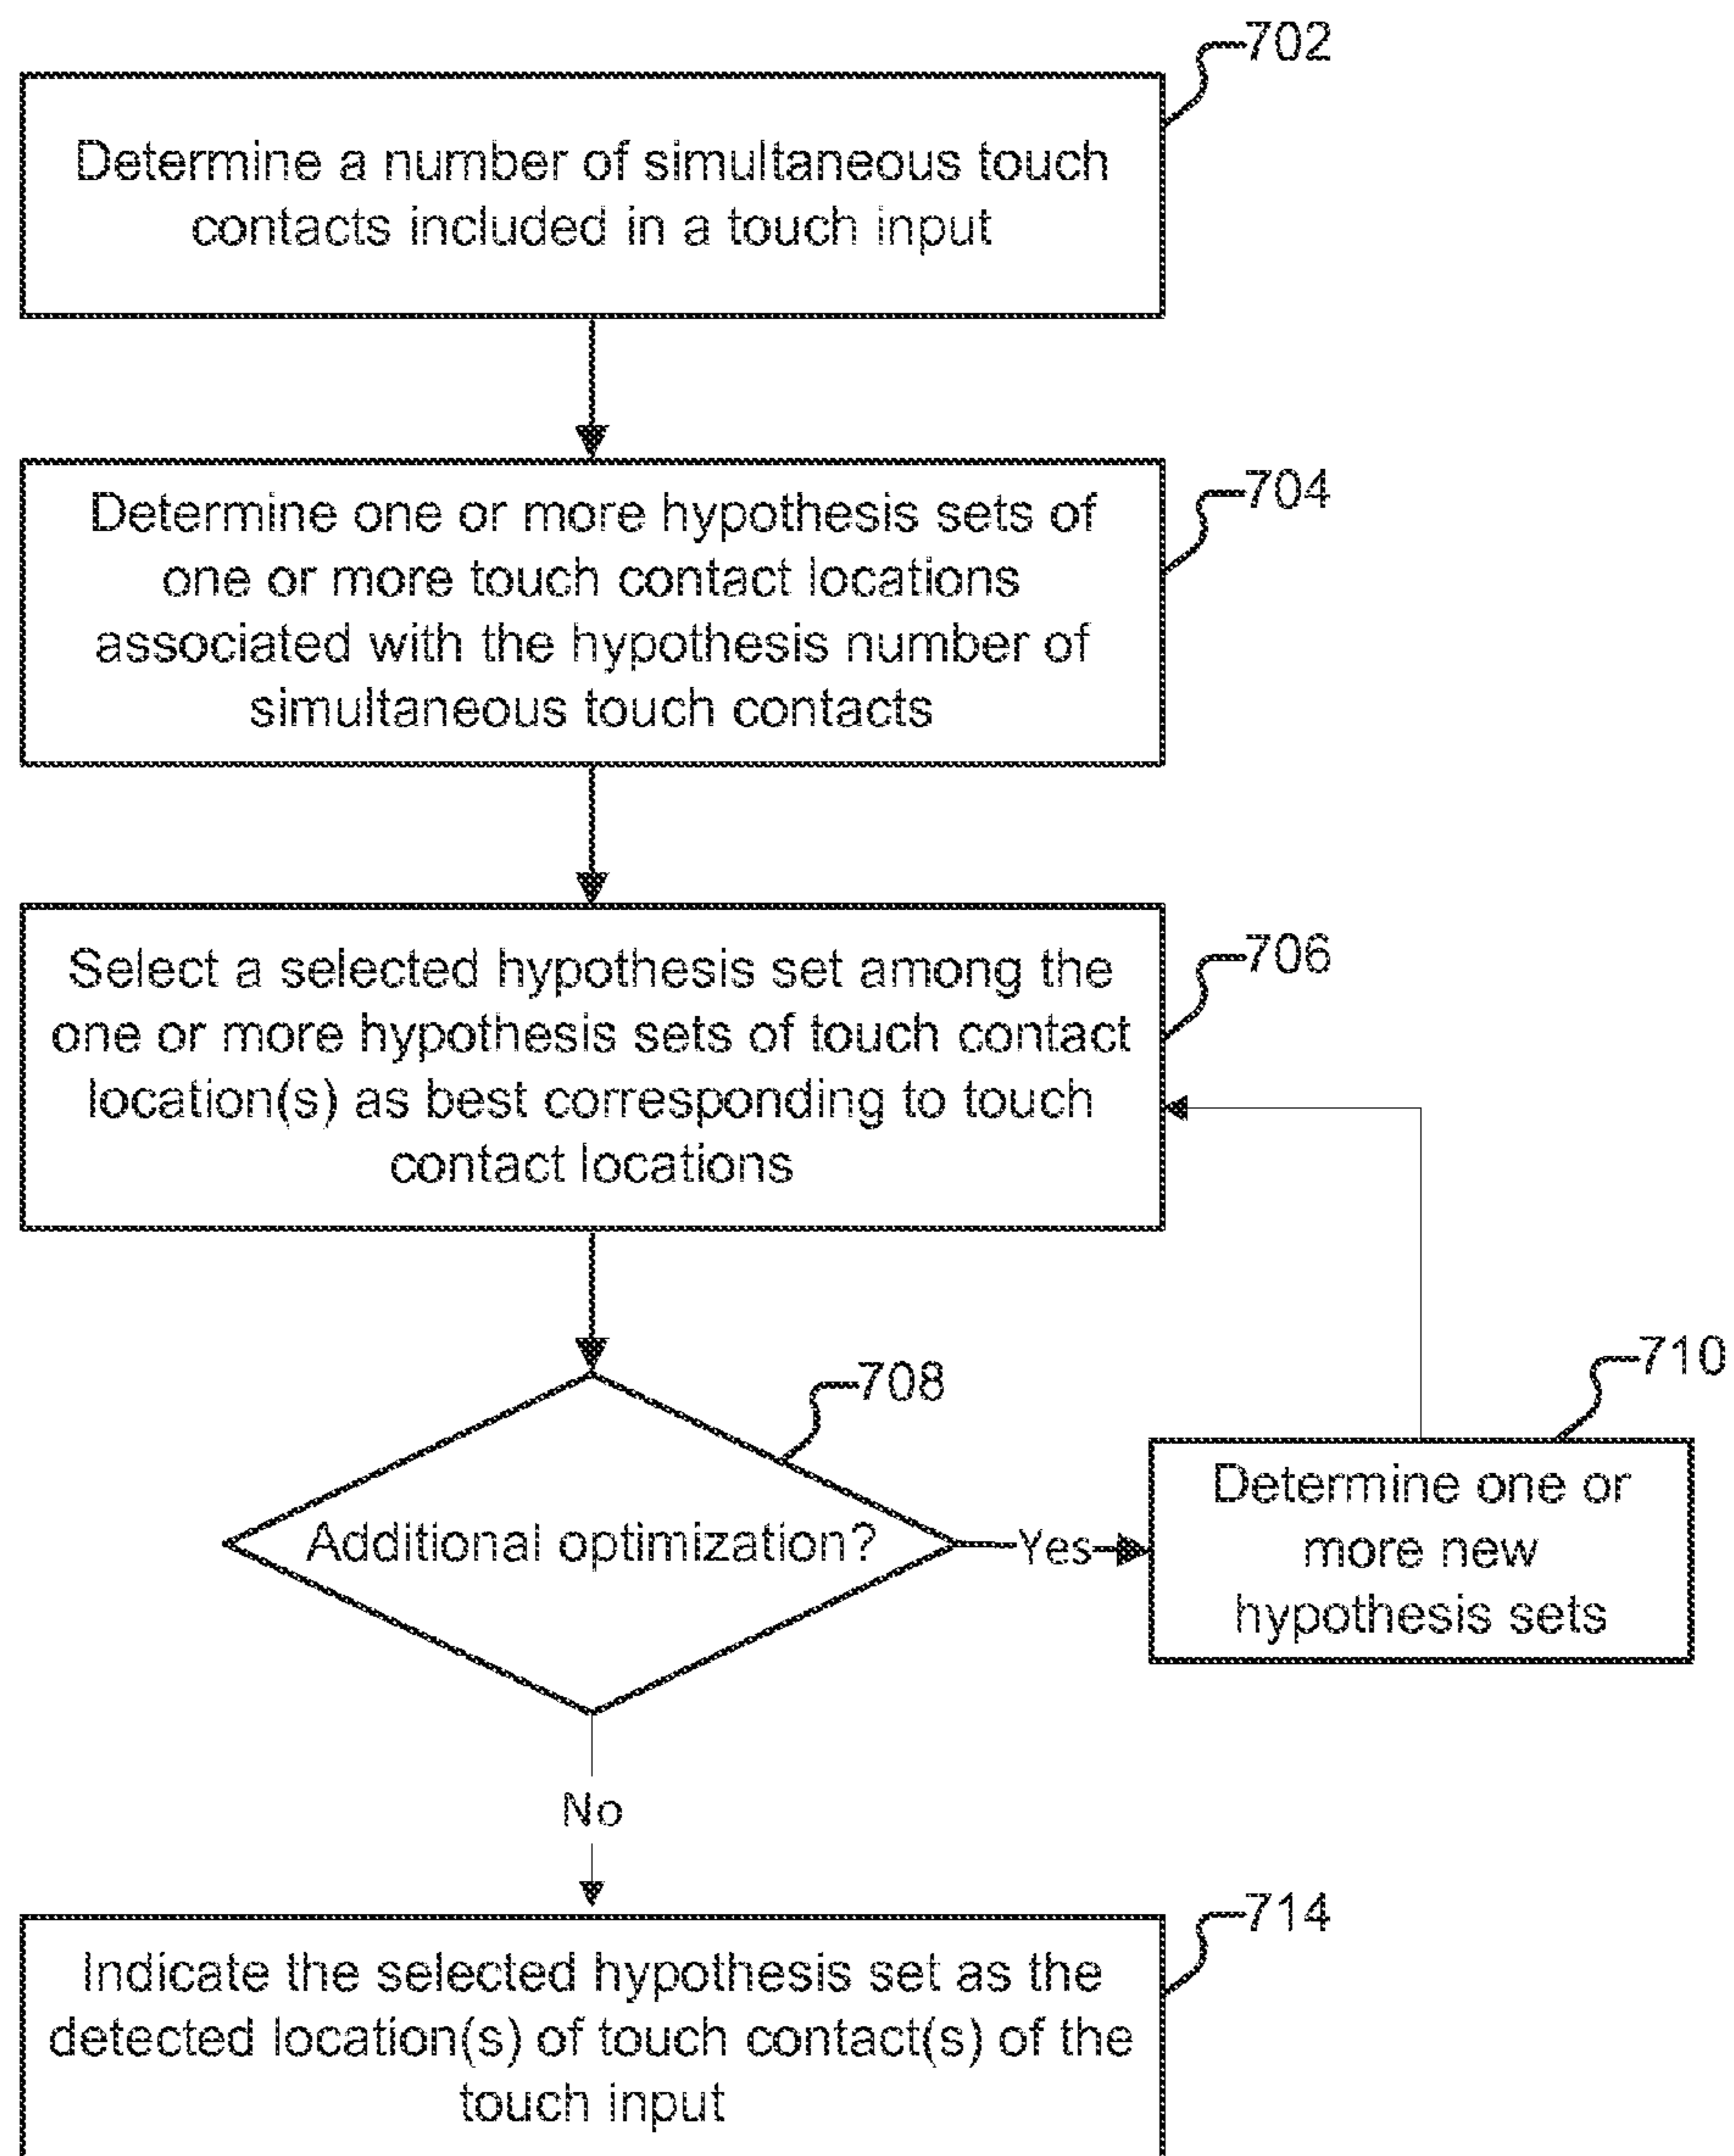 702
Determine a number of simultaneous touch
contacts included in a touch input
704
Determine one or more hypothesis sets of
one or more touch contact locations
associated with the hypothesis number of
simultaneous touch contacts
706
Select a selected hypothesis set among the
one or more hypothesis sets of touch contact
location(s) as best corresponding to touch
contact locations
708
Additional optimization?
Yes
710
Determine one or
more new
hypothesis sets
No
714
Indicate the selected hypothesis set as the
detected location(s) of touch contact(s) of the
touch input